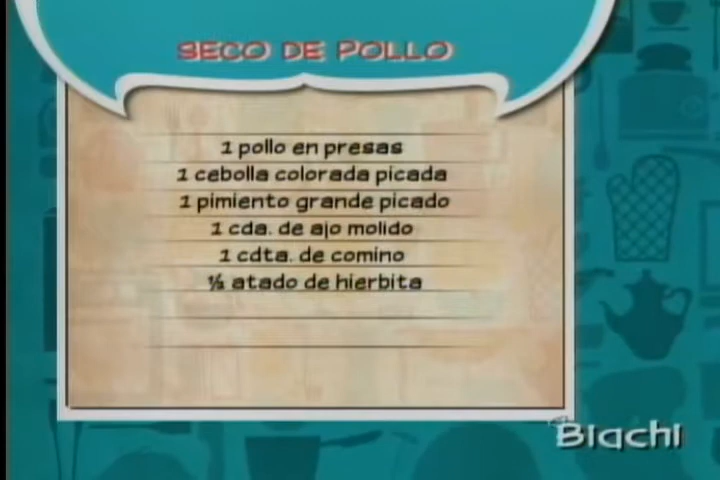 SECO DE POLLO
1 pollo en presas
1 cebolla colorada picada
1 pimiento grande picado
1 cda. de ajo molido
1 cdta. de comino
½ atado de hierbita
Biachi